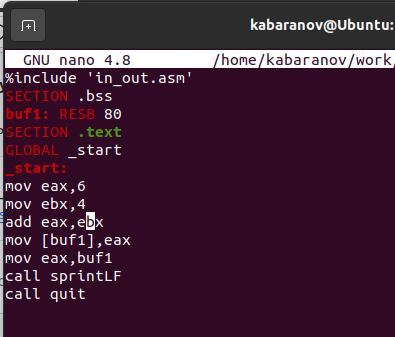 kabaranov@Ubuntu:
GNU nano 4.8 /home/kabaranov/work/
%include 'in_out.asm'
SECTION .bss
buf1: RESB 80
SECTION .text
GLOBAL _start
_start:
mov eax,6
mov ebx,4
add eax,ebx
mov [buf1],eax
mov eax,buf1
call sprintLF
call quit